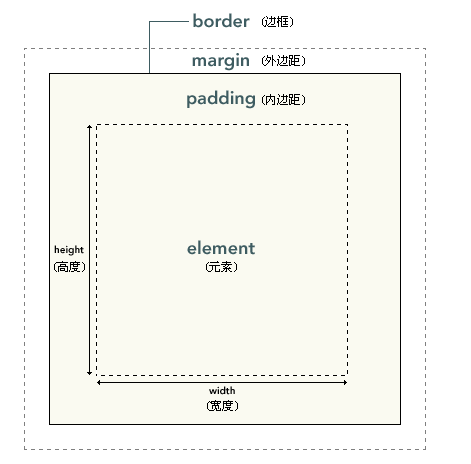 border (边框)
margin (外边距)
padding (内边距)
element
(元素)
height
(高度)
width
(宽度)